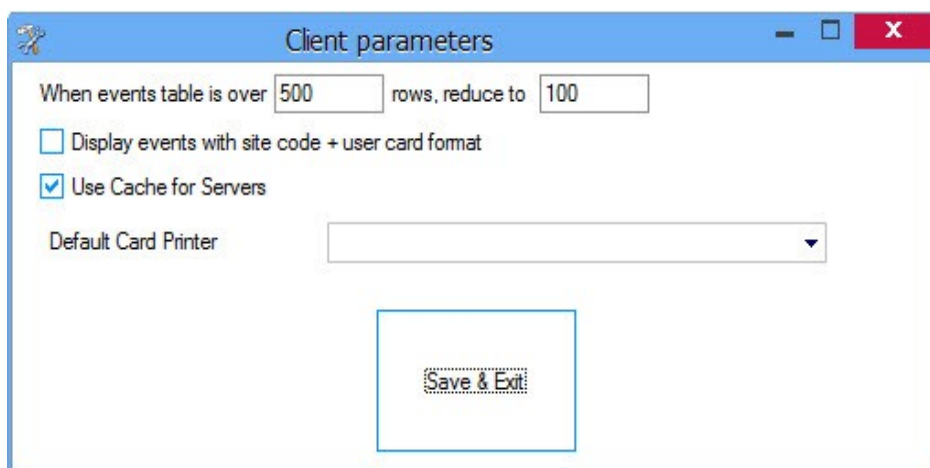 Client parameters
When events table is over 500 rows, reduce to 100
Display events with site code + user card format
Use Cache for Servers
Default Card Printer
Save & Exit